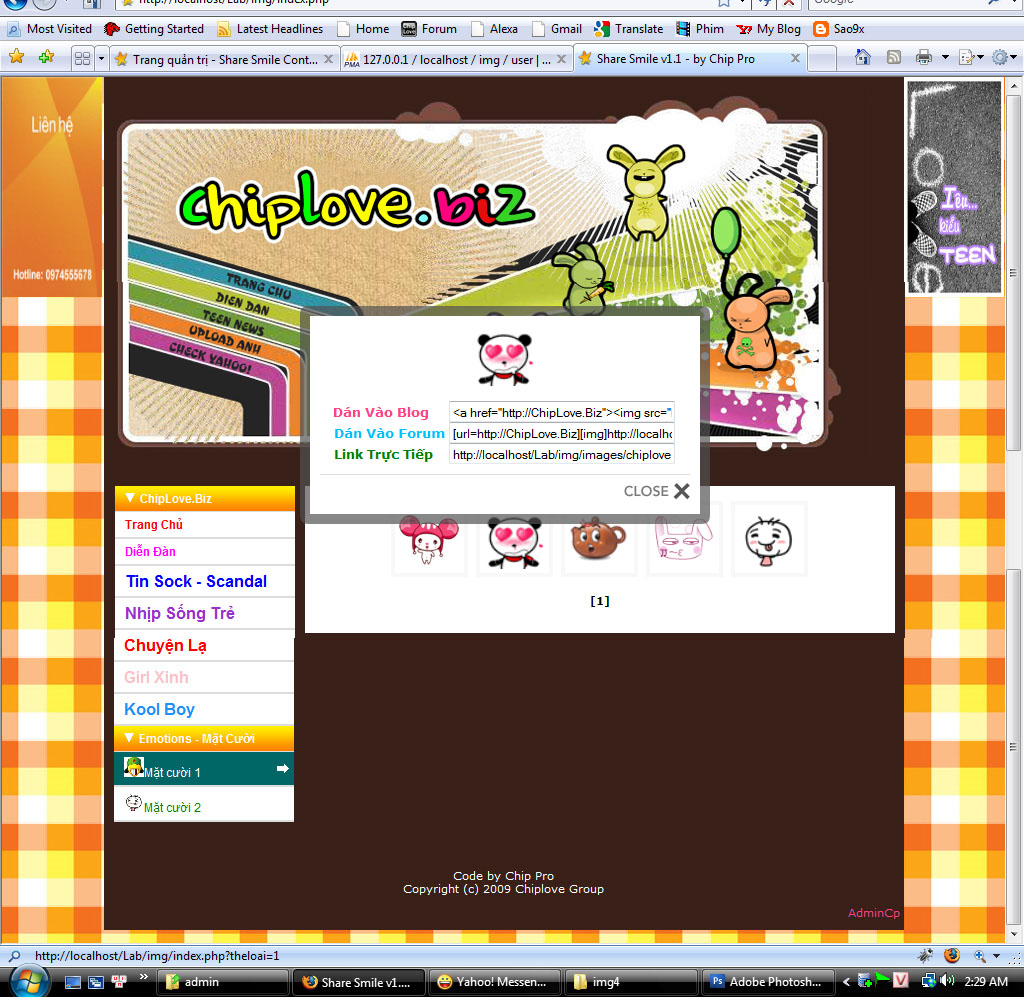 http://localhost/Lab/img/index.php
Google
Most Visited Getting Started Latest Headlines Home Forum Alexa Gmail Translate Phim My Blog Sao9x
Trang quản trị - Share Smile Cont... 127.0.0.1 / localhost / img / user | ... Share Smile v1.1 - by Chip Pro
Liên hệ
Hotline: 0974555678
chiplove.biz
TRANG CHU
DIEN DAN
TEEN NEWS
UPLOAD ANH
CHECK YAHOO!
Yêu...
kiểu
TEEN
Dán Vào Blog <a href="http://ChipLove.Biz"><img src="
Dán Vào Forum [url=http://ChipLove.Biz][img]http://localho
Link Trực Tiếp http://localhost/Lab/img/images/chiplove
CLOSE
ChipLove.Biz
Trang Chủ
Diễn Đàn
Tin Sock - Scandal
Nhịp Sống Trẻ
Chuyện Lạ
Girl Xinh
Kool Boy
Emotions - Mặt Cười
Mặt cười 1
Mặt cười 2
[1]
Code by Chip Pro
Copyright (c) 2009 Chiplove Group
AdminCp
http://localhost/Lab/img/index.php?theloai=1
admin Share Smile v1.... Yahoo! Messen... img4 Adobe Photosh... 2:29 AM